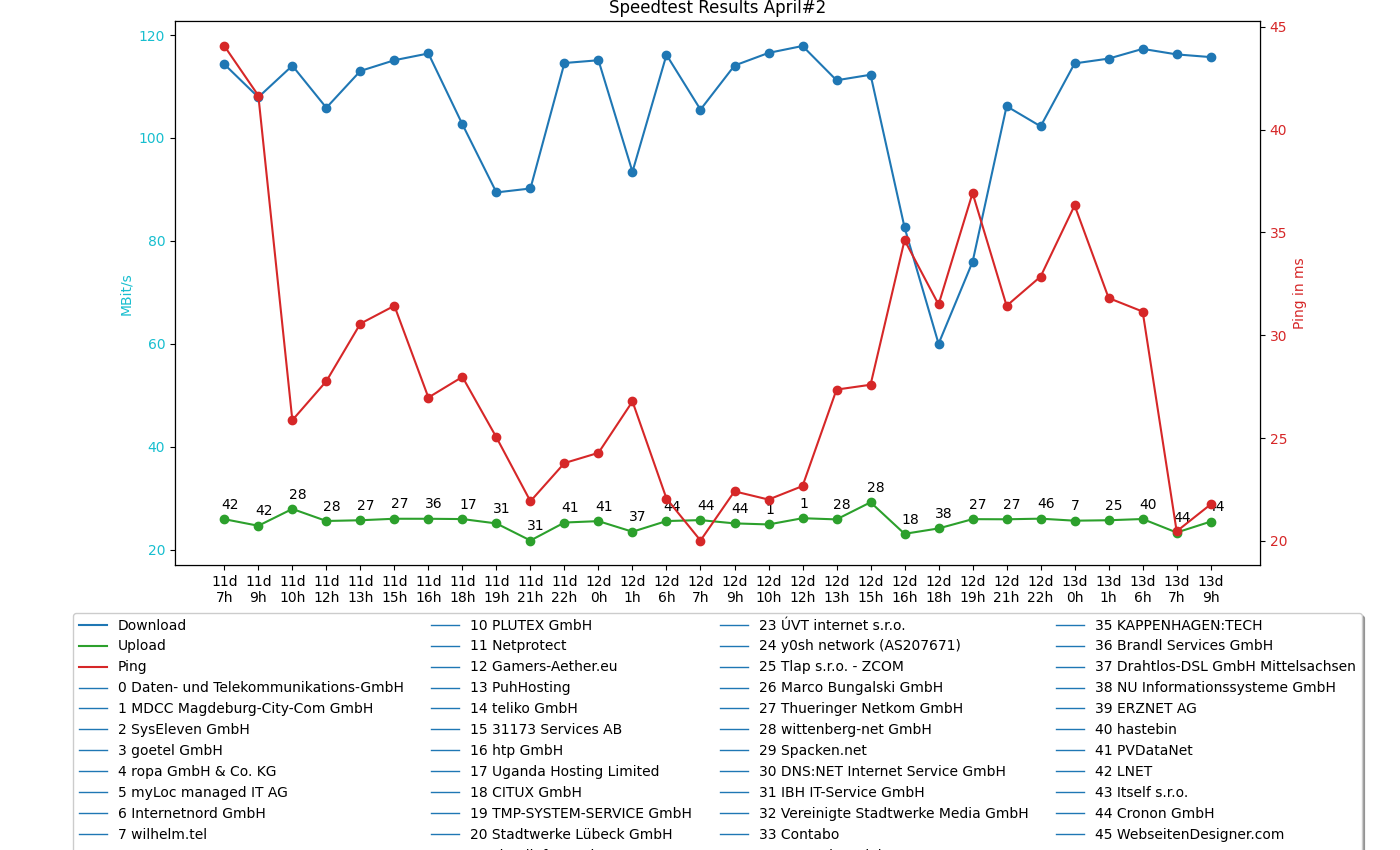 Speedtest Results April#2
120
100
80
60
40
20
MBit/s
45
40
35
30
25
20
Ping in ms
42 42 28 28 27 27 36 17 31 31 41 41 37 44 44 44 1 1 28 28 18 38 27 27 46 7 25 40 44 44
11d 11d 11d 11d 11d 11d 11d 11d 11d 11d 11d 12d 12d 12d 12d 12d 12d 12d 12d 12d 12d 12d 12d 12d 12d 13d 13d 13d 13d 13d
7h 9h 10h 12h 13h 15h 16h 18h 19h 21h 22h 0h 1h 6h 7h 9h 10h 12h 13h 15h 16h 18h 19h 21h 22h 0h 1h 6h 7h 9h
Download
Upload
Ping
0 Daten- und Telekommunikations-GmbH
1 MDCC Magdeburg-City-Com GmbH
2 SysEleven GmbH
3 goetel GmbH
4 ropa GmbH & Co. KG
5 myLoc managed IT AG
6 Internetnord GmbH
7 wilhelm.tel
10 PLUTEX GmbH
11 Netprotect
12 Gamers-Aether.eu
13 PuhHosting
14 teliko GmbH
15 31173 Services AB
16 htp GmbH
17 Uganda Hosting Limited
18 CITUX GmbH
19 TMP-SYSTEM-SERVICE GmbH
20 Stadtwerke Lübeck GmbH
23 ÚVT internet s.r.o.
24 y0sh network (AS207671)
25 Tlap s.r.o. - ZCOM
26 Marco Bungalski GmbH
27 Thueringer Netkom GmbH
28 wittenberg-net GmbH
29 Spacken.net
30 DNS:NET Internet Service GmbH
31 IBH IT-Service GmbH
32 Vereinigte Stadtwerke Media GmbH
33 Contabo
35 KAPPENHAGEN:TECH
36 Brandl Services GmbH
37 Drahtlos-DSL GmbH Mittelsachsen
38 NU Informationssysteme GmbH
39 ERZNET AG
40 hastebin
41 PVDataNet
42 LNET
43 Itself s.r.o.
44 Cronon GmbH
45 WebseitenDesigner.com